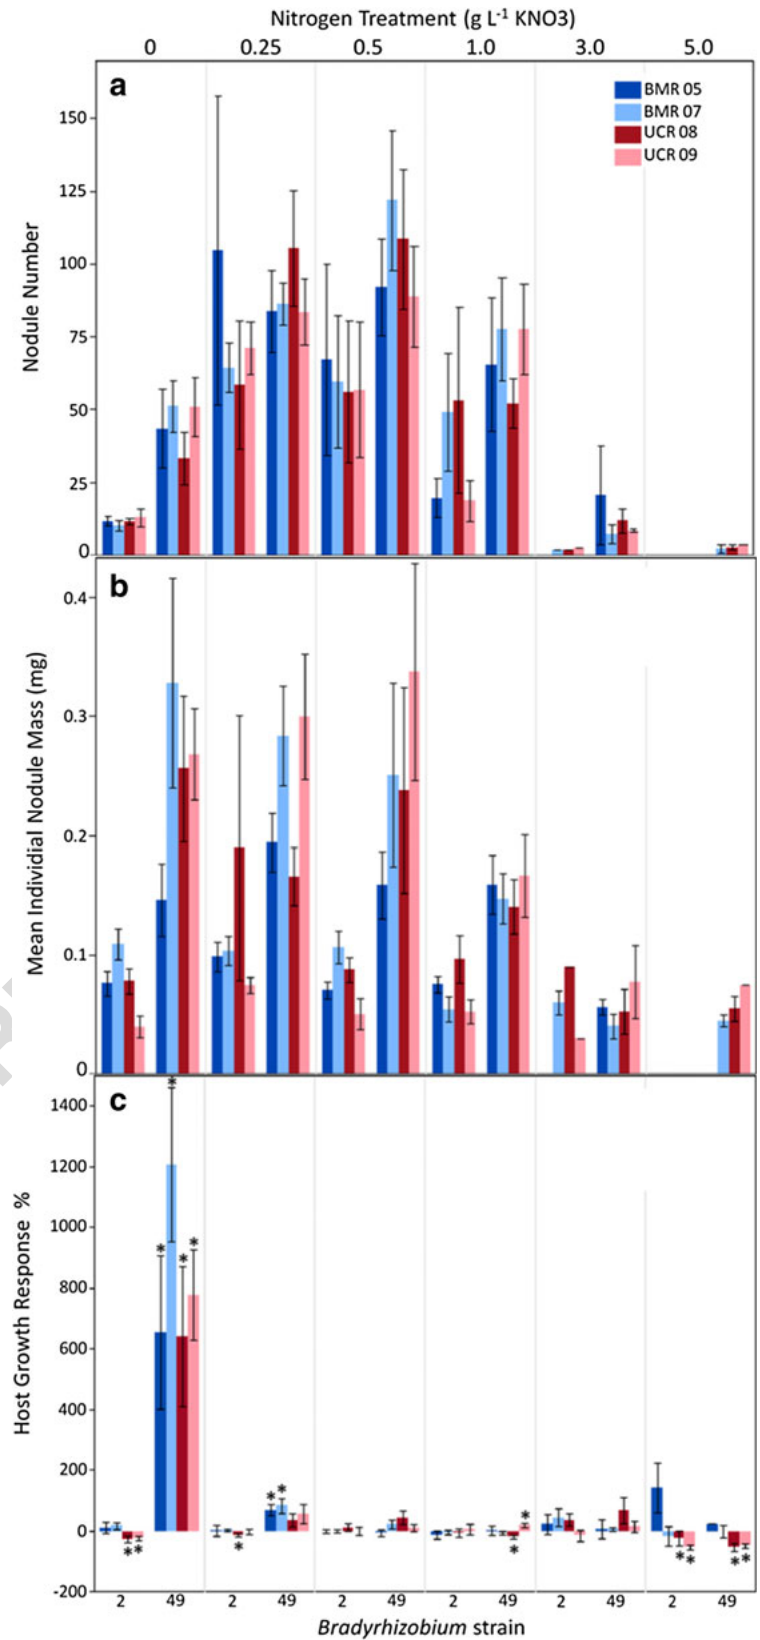 Nitrogen Treatment (g L-1 KNO3)
0 0.25 0.5 1.0 3.0 5.0
a
BMR 05
BMR 07
UCR 08
UCR 09
Nodule Number
150
125
100
75
50
25
0
b
Mean Individial Nodule Mass (mg)
0.4
0.3
0.2
0.1
0
c
Host Growth Response %
1400
1200
1000
800
600
400
200
0
-200
* * * * * * * * * * * * * * *
2 49 2 49 2 49 2 49 2 49 2 49
Bradyrhizobium strain